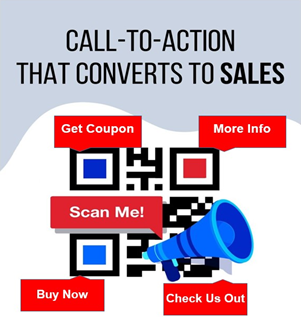 CALL-TO-ACTION
THAT CONVERTS TO SALES
Get Coupon
More Info
Scan Me!
Buy Now
Check Us Out